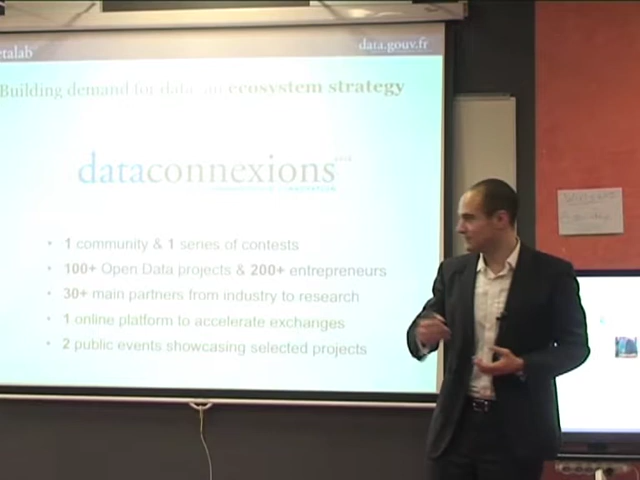 etalab
data.gouv.fr
Building demand for data: an ecosystem strategy
dataconnexions
• 1 community & 1 series of contests
• 100+ Open Data projects & 200+ entrepreneurs
• 30+ main partners from industry to research
• 1 online platform to accelerate exchanges
• 2 public events showcasing selected projects